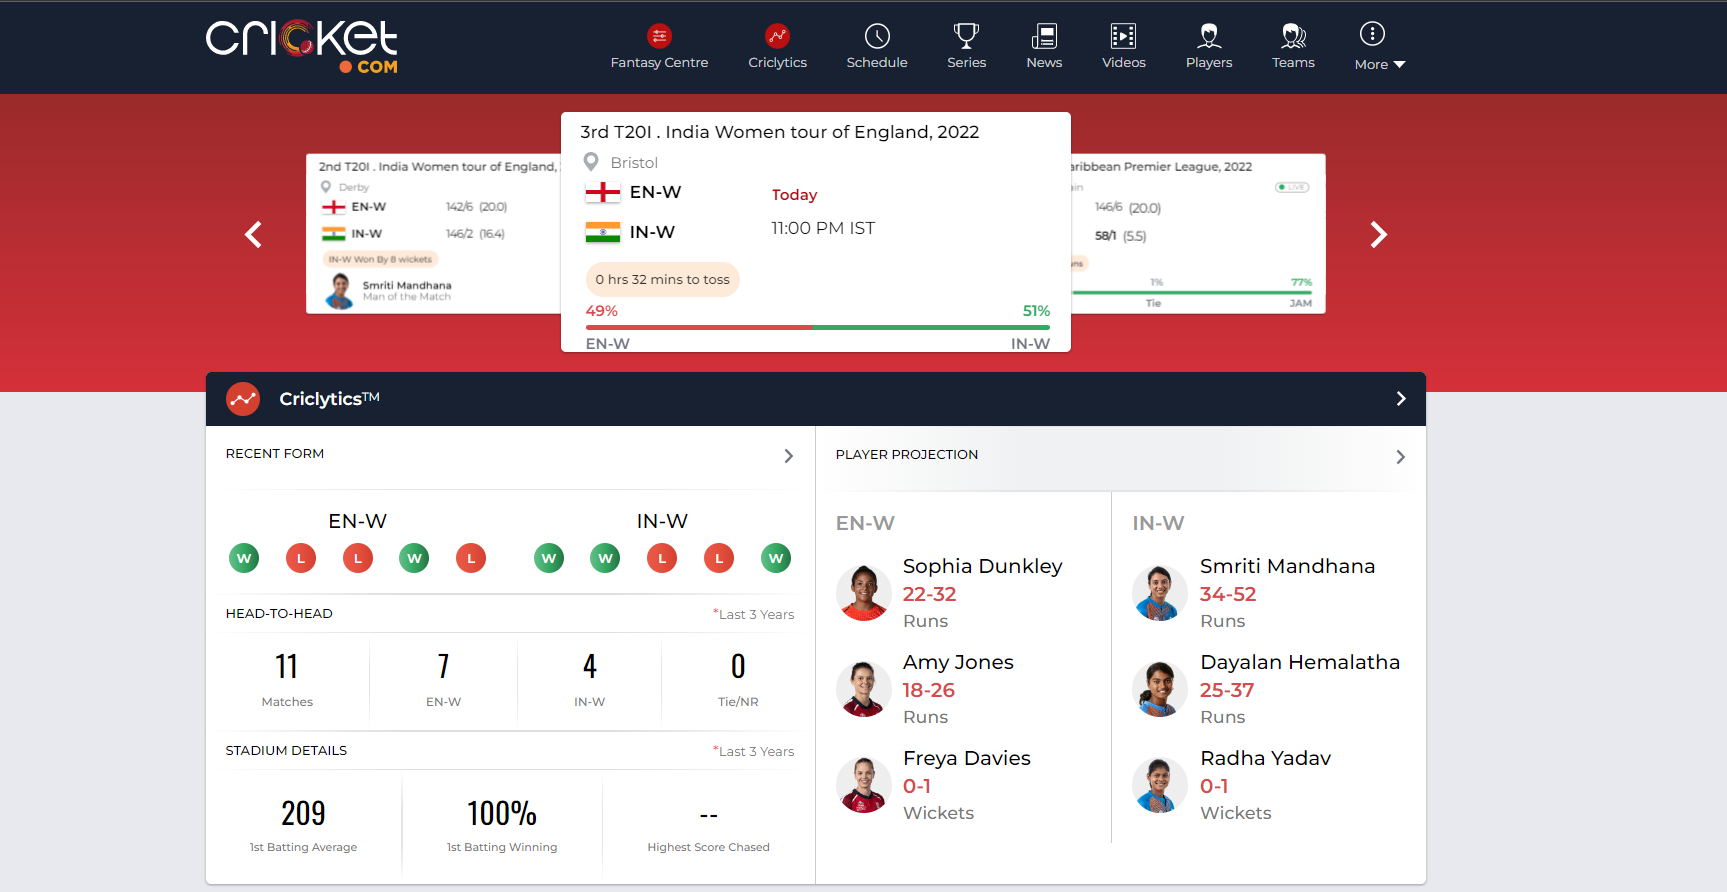 cricket
.COM
Fantasy Centre
Criclytics
Schedule
Series
News
Videos
Players
Teams
More
2nd T20I . India Women tour of England,
Derby
EN-W 142/6 (20.0)
IN-W 146/2 (16.4)
IN-W Won By 8 wickets
Smriti Mandhana
Man of the Match
3rd T20I . India Women tour of England, 2022
Bristol
EN-W
Today
IN-W
11:00 PM IST
0 hrs 32 mins to toss
49% 51%
EN-W IN-W
aribbean Premier League, 2022
ain
LIVE
146/6 (20.0)
58/1 (5.5)
uns
1% 77%
Tie JAM
Criclytics™
RECENT FORM
EN-W IN-W
W L L W L W W L L W
HEAD-TO-HEAD *Last 3 Years
11 7 4 0
Matches EN-W IN-W Tie/NR
STADIUM DETAILS *Last 3 Years
209 100% --
1st Batting Average 1st Batting Winning Highest Score Chased
PLAYER PROJECTION
EN-W
Sophia Dunkley
22-32
Runs
Amy Jones
18-26
Runs
Freya Davies
0-1
Wickets
IN-W
Smriti Mandhana
34-52
Runs
Dayalan Hemalatha
25-37
Runs
Radha Yadav
0-1
Wickets